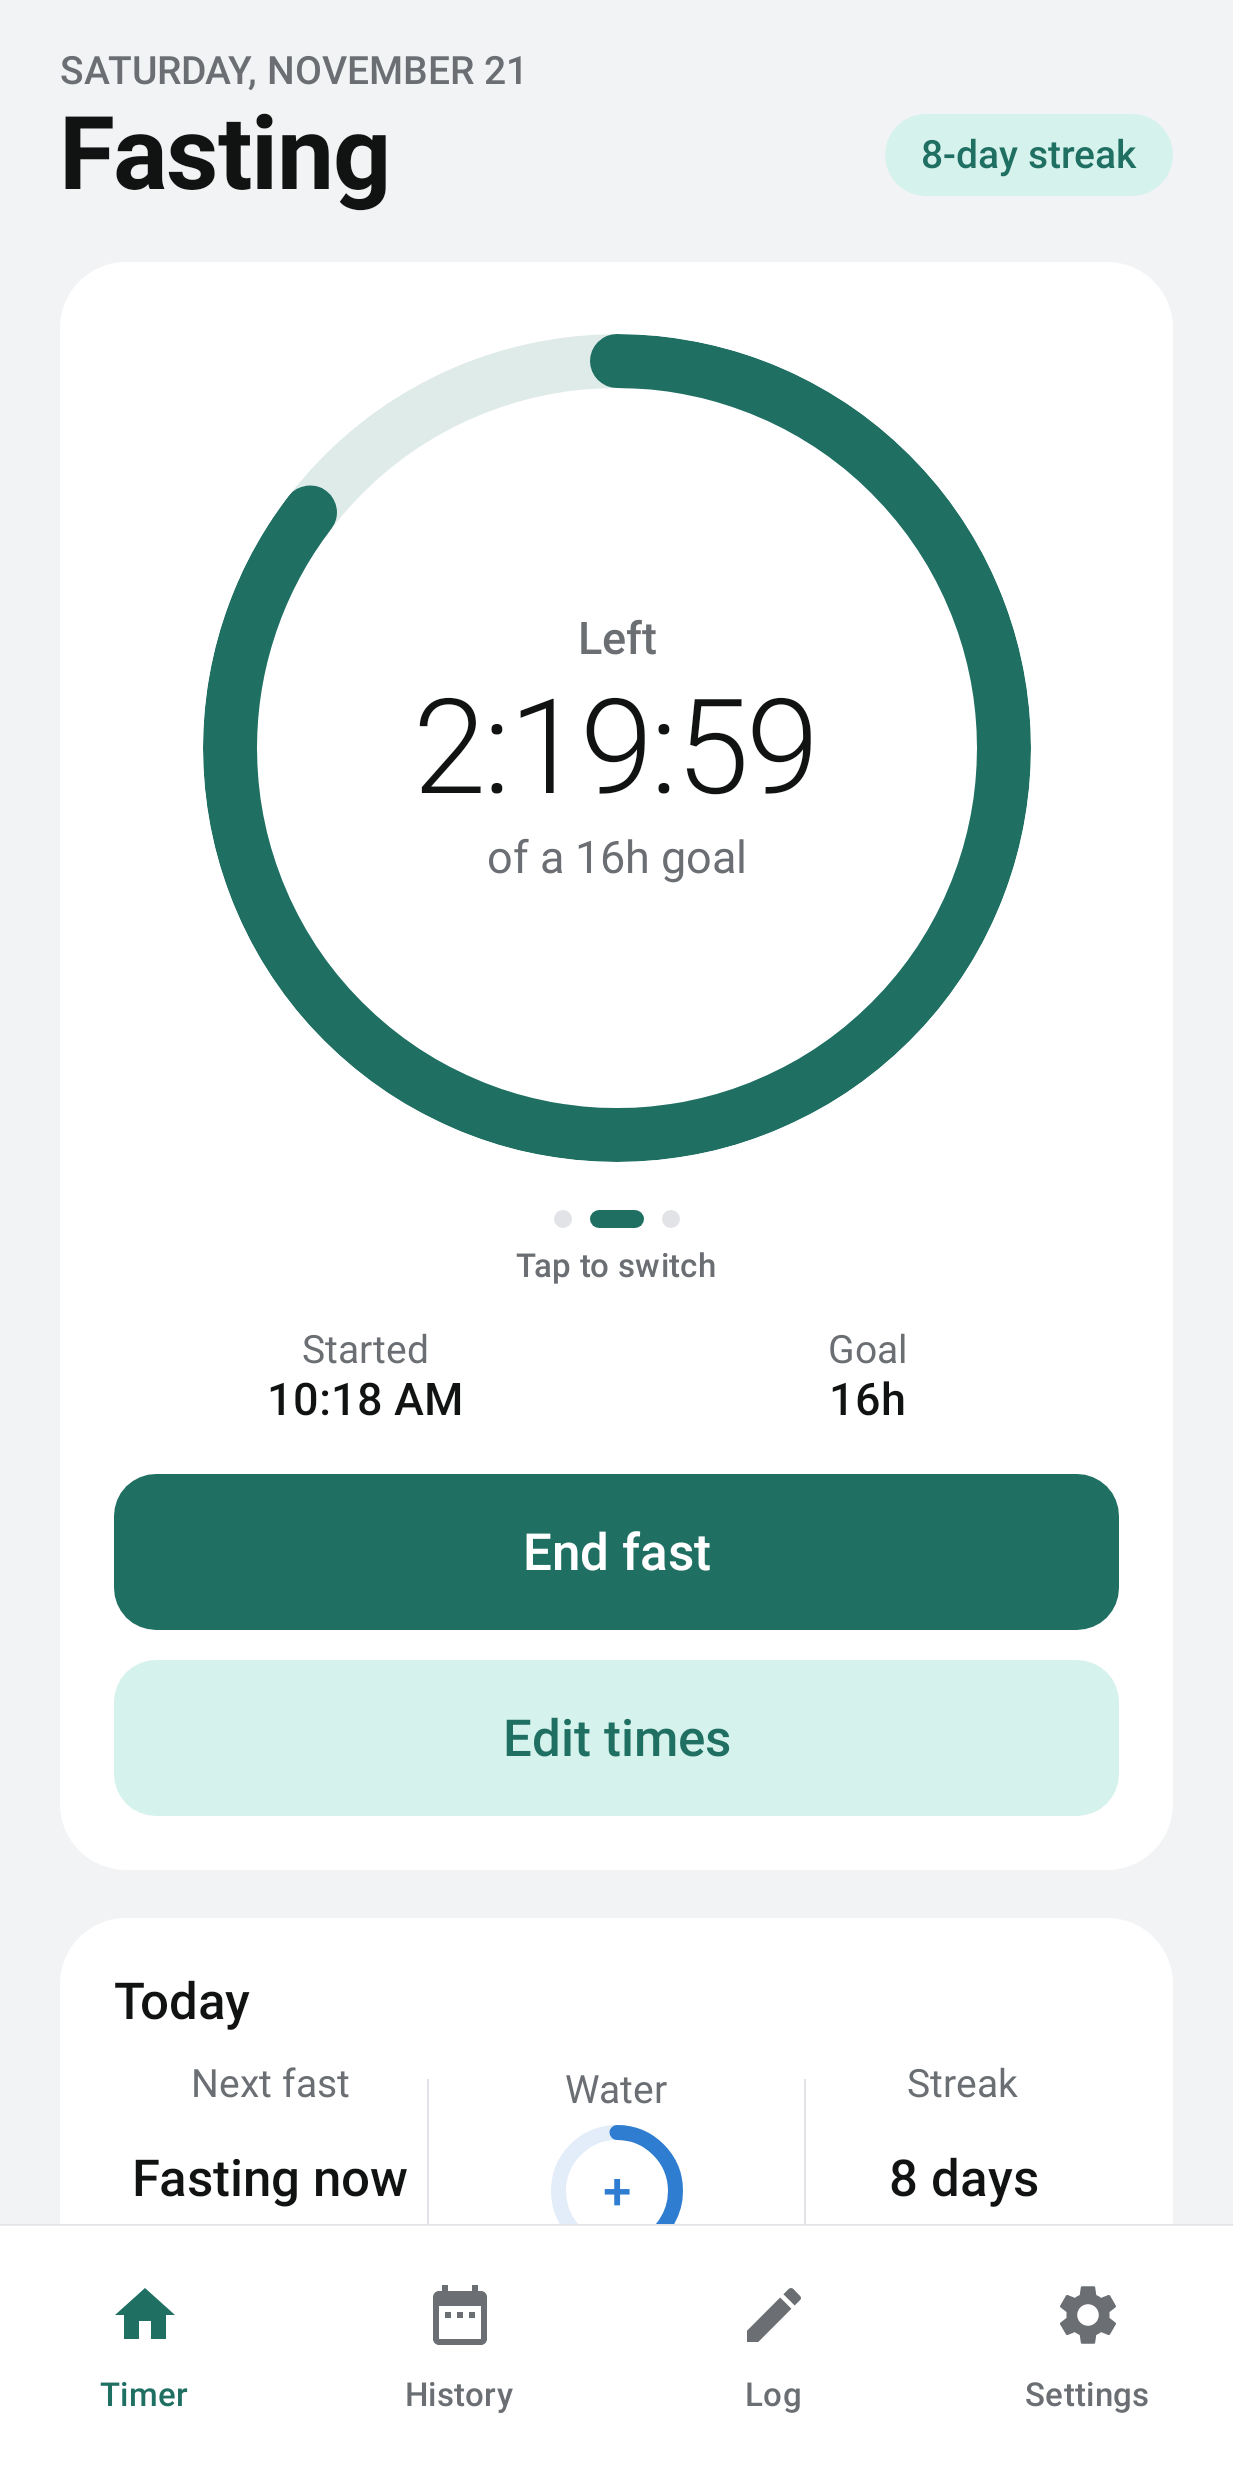 SATURDAY, NOVEMBER 21
Fasting
8-day streak
Left
2:19:59
of a 16h goal
Tap to switch
Started
10:18 AM
Goal
16h
End fast
Edit times
Today
Next fast
Fasting now
Water
+
Streak
8 days
Timer
History
Log
Settings